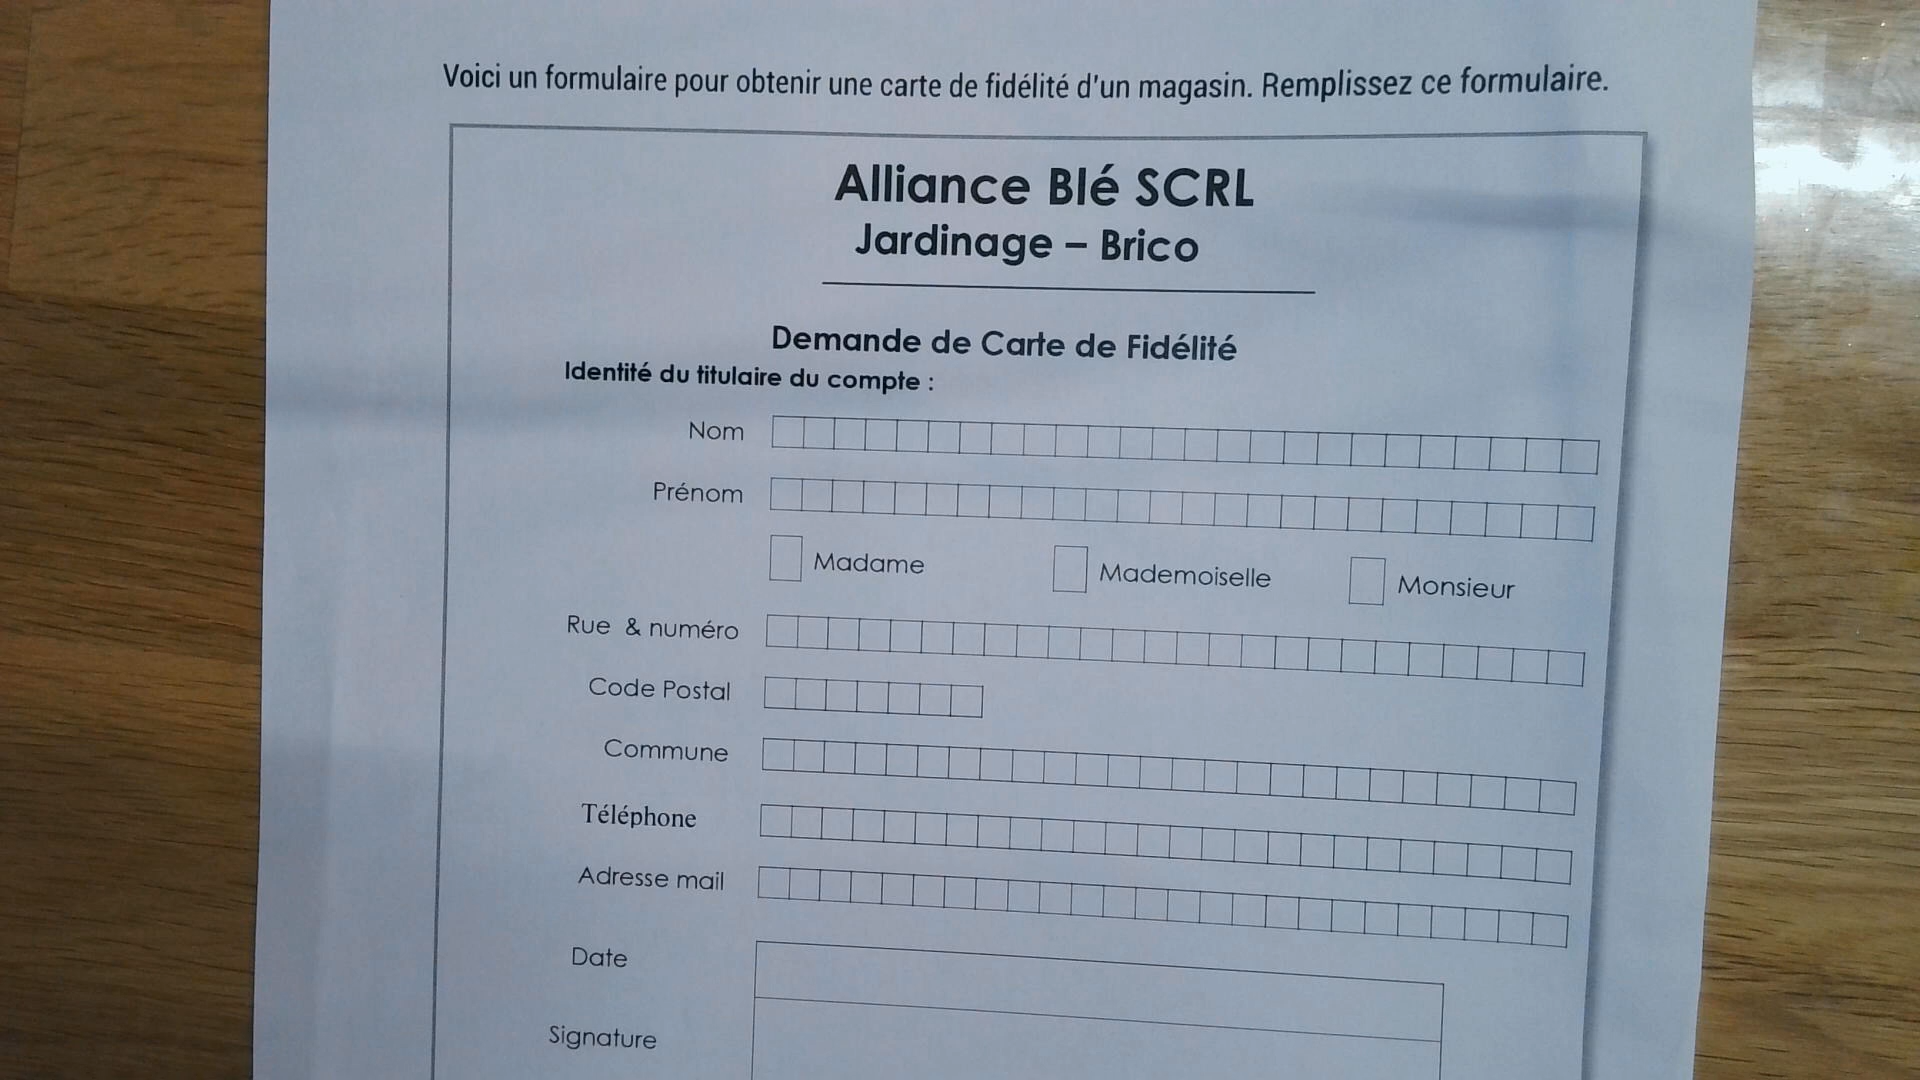 Voici un formulaire pour obtenir une carte de fidélité d'un magasin. Remplissez ce formulaire.
Alliance Blé SCRL
Jardinage – Brico
Demande de Carte de Fidélité
Identité du titulaire du compte :
Nom
Prénom
Madame Mademoiselle Monsieur
Rue & numéro
Code Postal
Commune
Téléphone
Adresse mail
Date
Signature